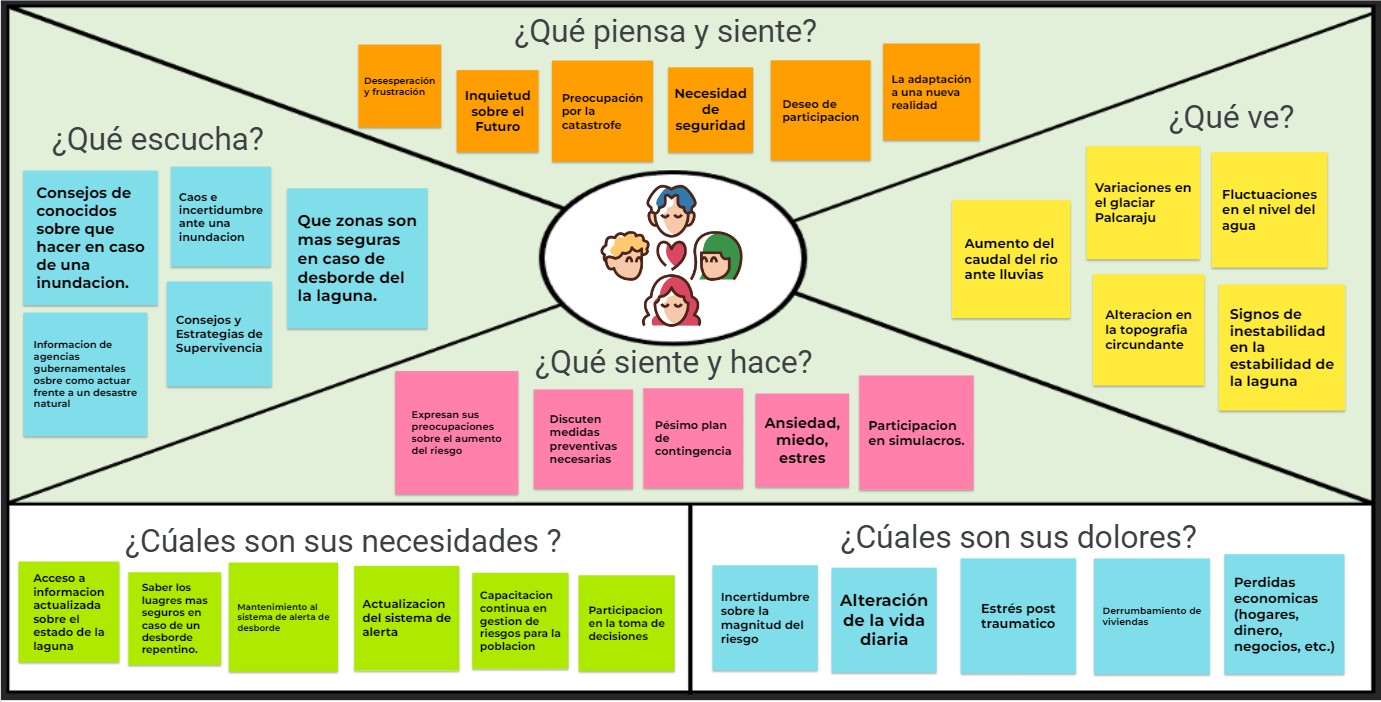 ¿Qué piensa y siente?
Desesperación
y frustración
Inquietud
sobre el
Futuro
Preocupación
por la
catastrofe
Necesidad
de
seguridad
Deseo de
participacion
La adaptación
a una nueva
realidad
¿Qué escucha?
Consejos de
conocidos
sobre que
hacer en caso
de una
inundacion.
Caos e
incertidumbre
ante una
inundacion
Que zonas son
mas seguras
en caso de
desborde del
la laguna.
Informacion de
agencias
gubernamentales
osbre como actuar
frente a un desastre
natural
Consejos y
Estrategias de
Supervivencia
¿Qué ve?
Aumento del
caudal del rio
ante lluvias
Variaciones en
el glaciar
Palcaraju
Fluctuaciones
en el nivel del
agua
Alteracion en
la topografia
circundante
Signos de
inestabilidad
en la
estabilidad de
la laguna
¿Qué siente y hace?
Expresan sus
preocupaciones
sobre el aumento
del riesgo
Discuten
medidas
preventivas
necesarias
Pésimo plan
de
contingencia
Ansiedad,
miedo,
estres
Participacion
en simulacros.
¿Cúales son sus necesidades ?
Acceso a
informacion
actualizada
sobre el
estado de la
laguna
Saber los
luagres mas
seguros en
caso de un
desborde
repentino.
Mantenimiento al
sistema de alerta de
desborde
Actualizacion
del sistema de
alerta
Capacitacion
continua en
gestion de
riesgos para la
poblacion
Participacion
en la toma de
decisiones
¿Cúales son sus dolores?
Incertidumbre
sobre la
magnitud del
riesgo
Alteración
de la vida
diaria
Estrés post
traumatico
Derrumbamiento de
viviendas
Perdidas
economicas
(hogares,
dinero,
negocios, etc.)